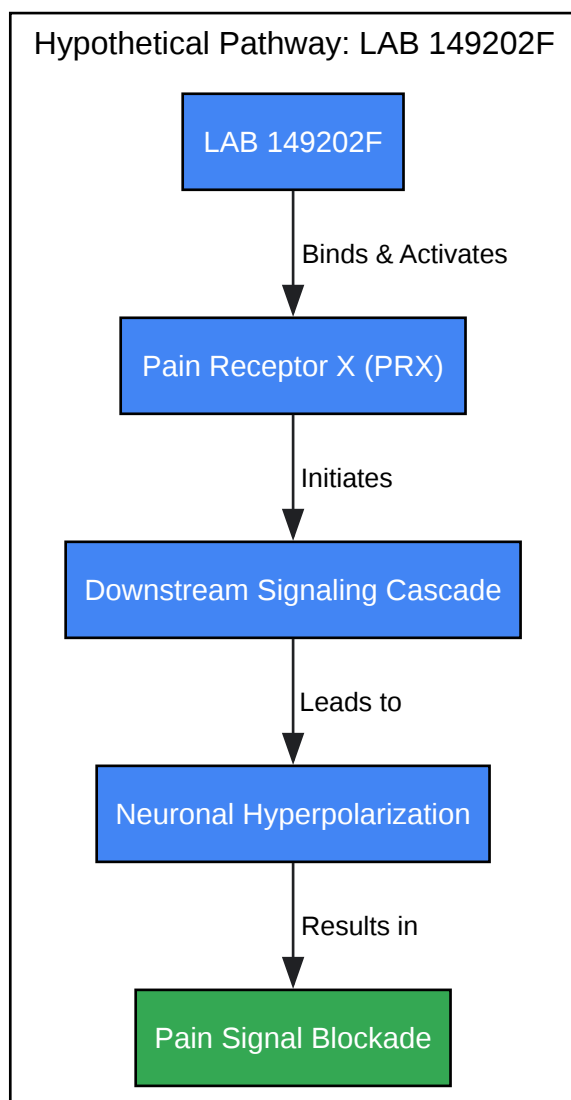 Hypothetical Pathway: LAB 149202F
LAB 149202F
Binds & Activates
Pain Receptor X (PRX)
Initiates
Downstream Signaling Cascade
Leads to
Neuronal Hyperpolarization
Results in
Pain Signal Blockade